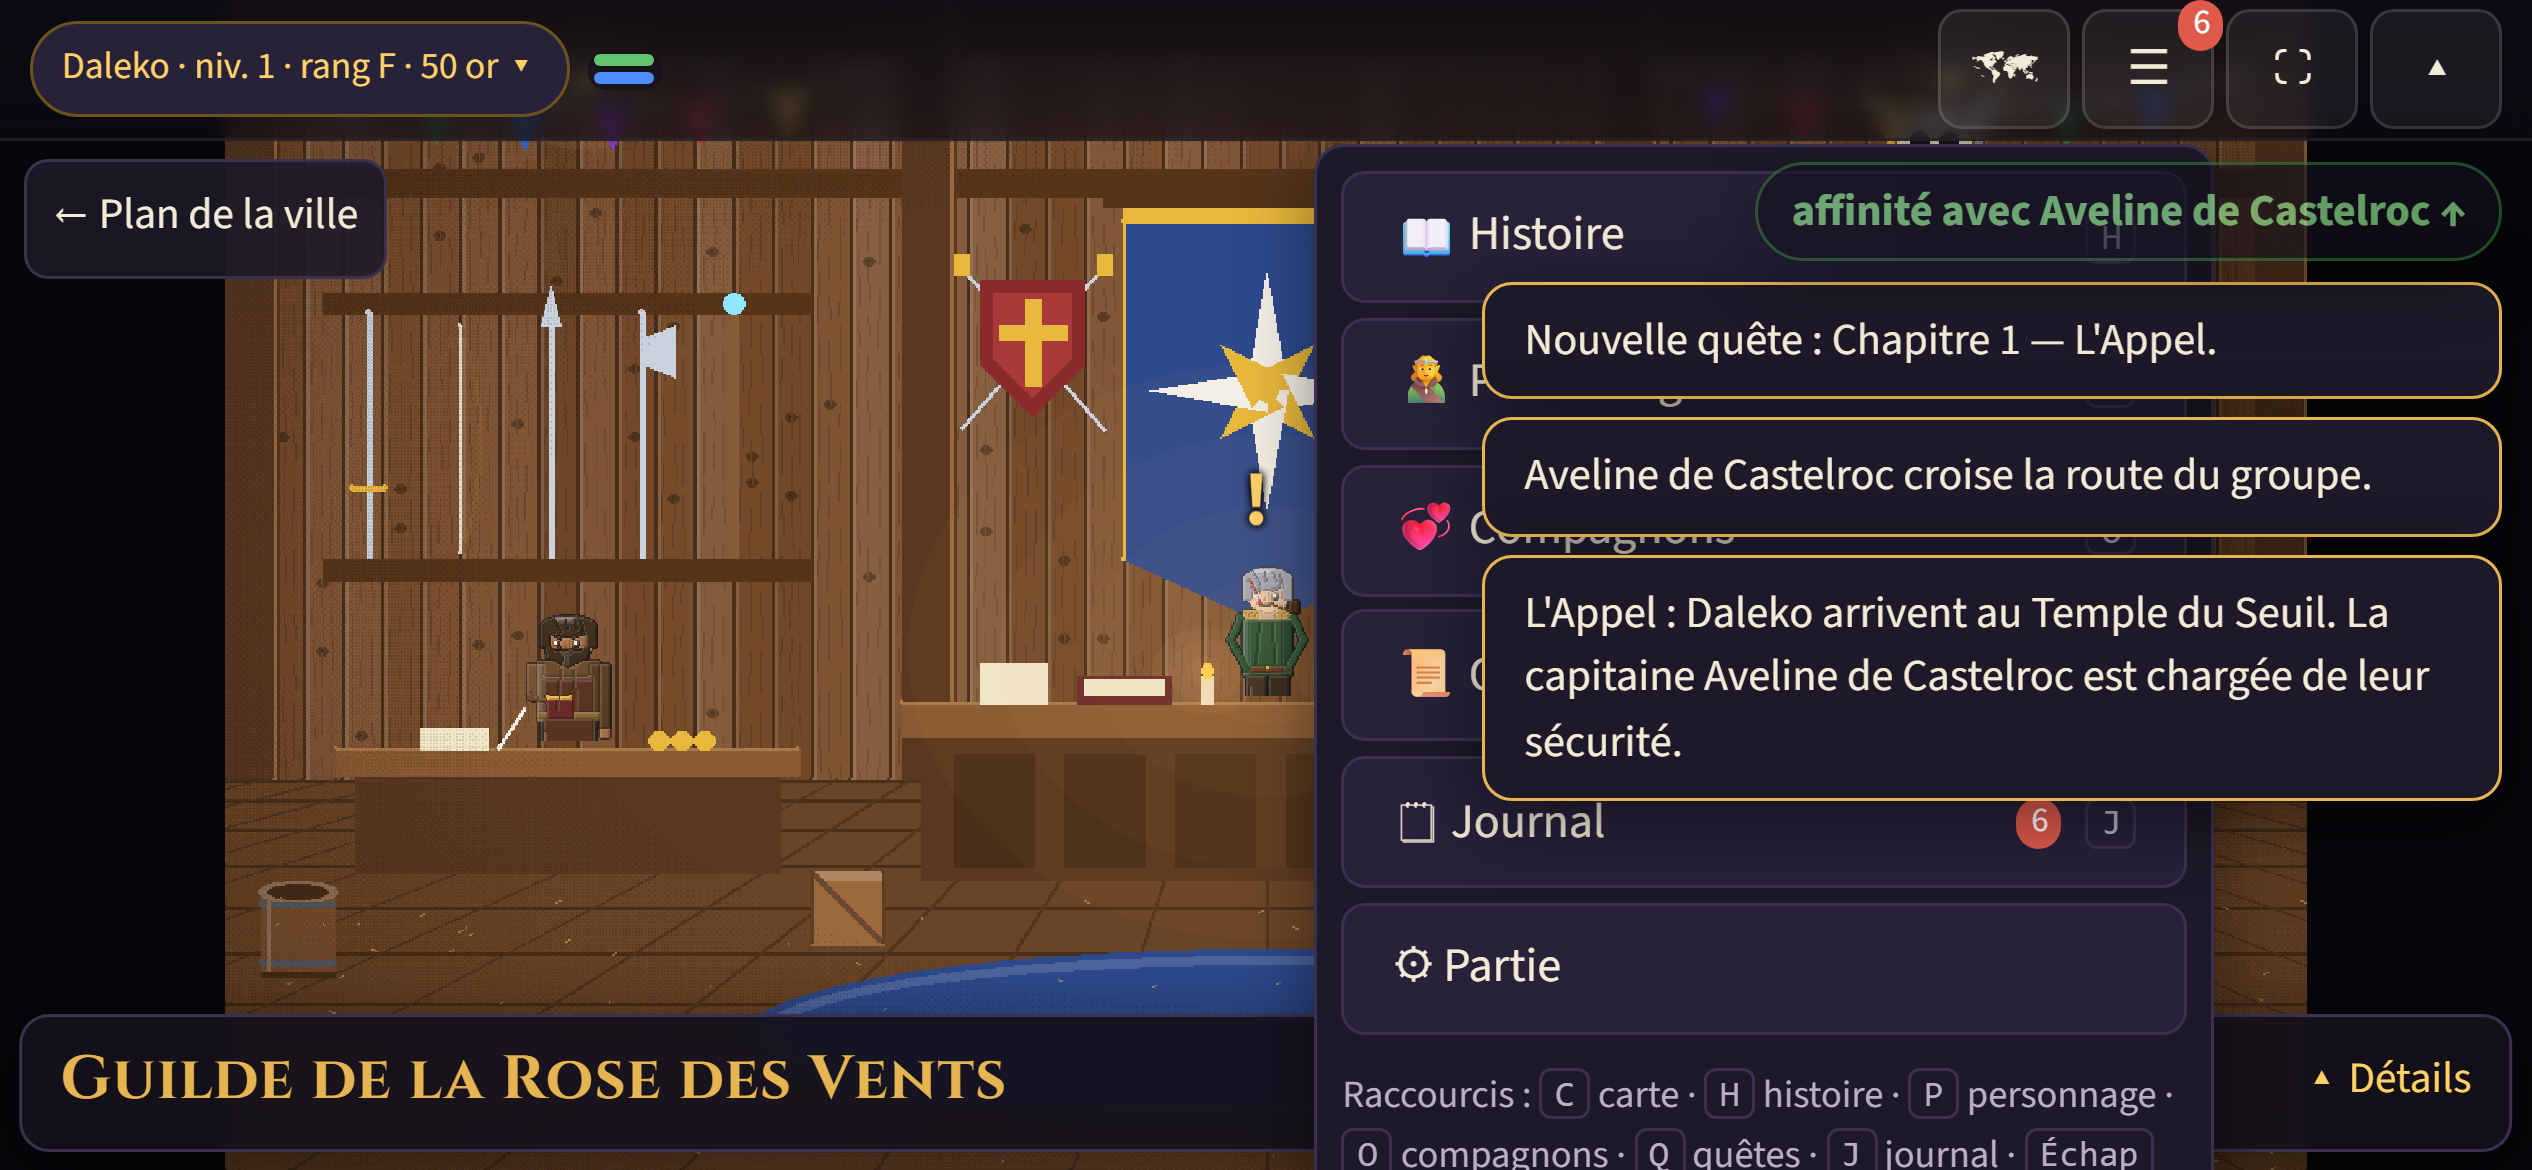 Daleko · niv. 1 · rang F · 50 or ▼
6
▲
← Plan de la ville
Histoire
H
affinité avec Aveline de Castelroc ↑
Nouvelle quête : Chapitre 1 — L'Appel.
Aveline de Castelroc croise la route du groupe.
Compagnons
L'Appel : Daleko arrivent au Temple du Seuil. La
capitaine Aveline de Castelroc est chargée de leur
sécurité.
Journal
6
J
Partie
GUILDE DE LA ROSE DES VENTS
▲ Détails
Raccourcis : C carte · H histoire · P personnage ·
O compagnons · Q quêtes · J journal · Échap